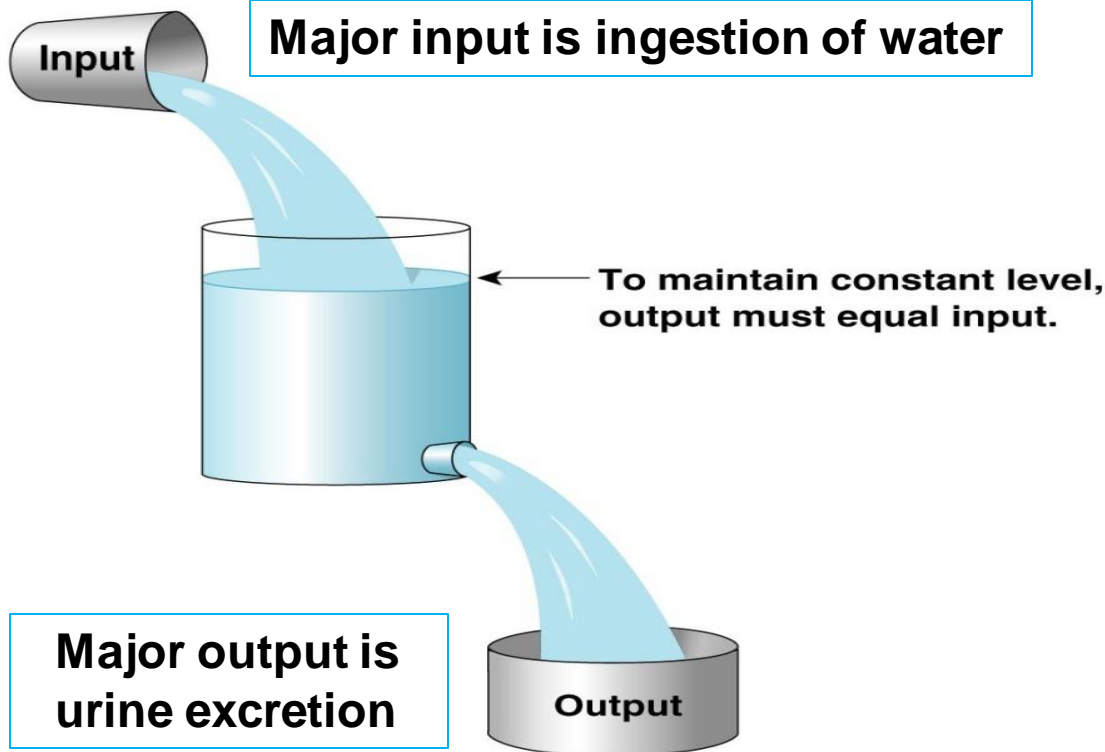 Input
Major input is ingestion of water
To maintain constant level,
output must equal input.
Major output is
urine excretion
Output